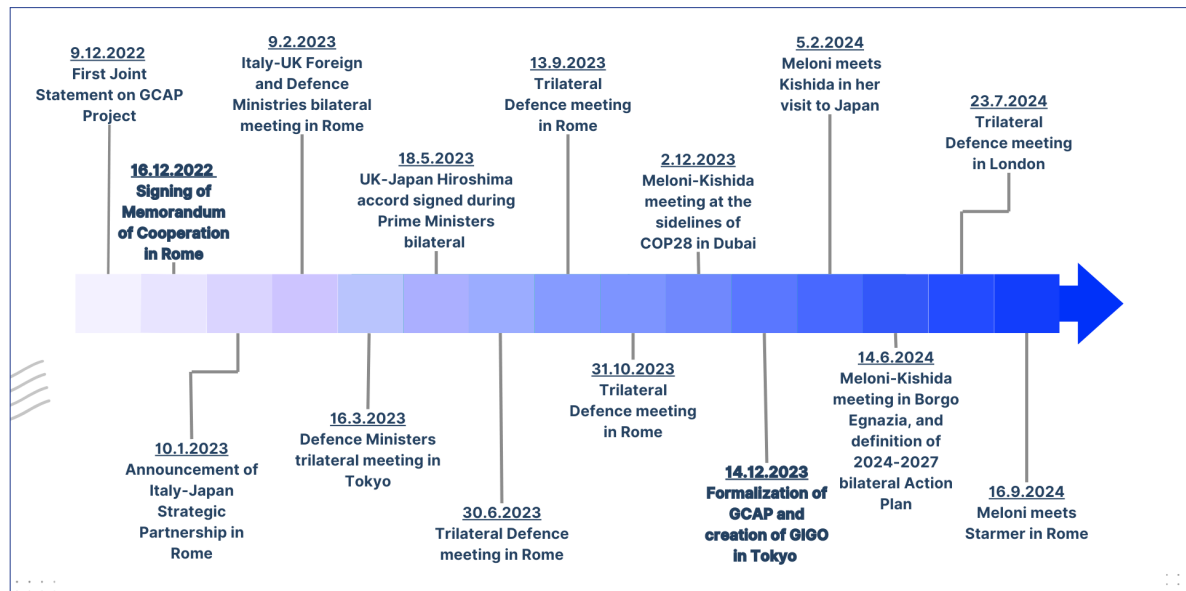 9.12.2022
First Joint
Statement on GCAP
Project
16.12.2022
Signing of
Memorandum
of Cooperation
in Rome
10.1.2023
Announcement of
Italy-Japan
Strategic
Partnership in
Rome
9.2.2023
Italy-UK Foreign
and Defence
Ministries bilateral
meeting in Rome
16.3.2023
Defence Ministers
trilateral meeting in
Tokyo
18.5.2023
UK-Japan Hiroshima
accord signed during
Prime Ministers
bilateral
30.6.2023
Trilateral Defence
meeting in Rome
13.9.2023
Trilateral
Defence meeting
in Rome
31.10.2023
Trilateral
Defence meeting
in Rome
2.12.2023
Meloni-Kishida
meeting at the
sidelines of
COP28 in Dubai
14.12.2023
Formalization of
GCAP and
creation of GIGO
in Tokyo
5.2.2024
Meloni meets
Kishida in her
visit to Japan
14.6.2024
Meloni-Kishida
meeting in Borgo
Egnazia, and
definition of
2024-2027
bilateral Action
Plan
23.7.2024
Trilateral
Defence meeting
in London
16.9.2024
Meloni meets
Starmer in Rome